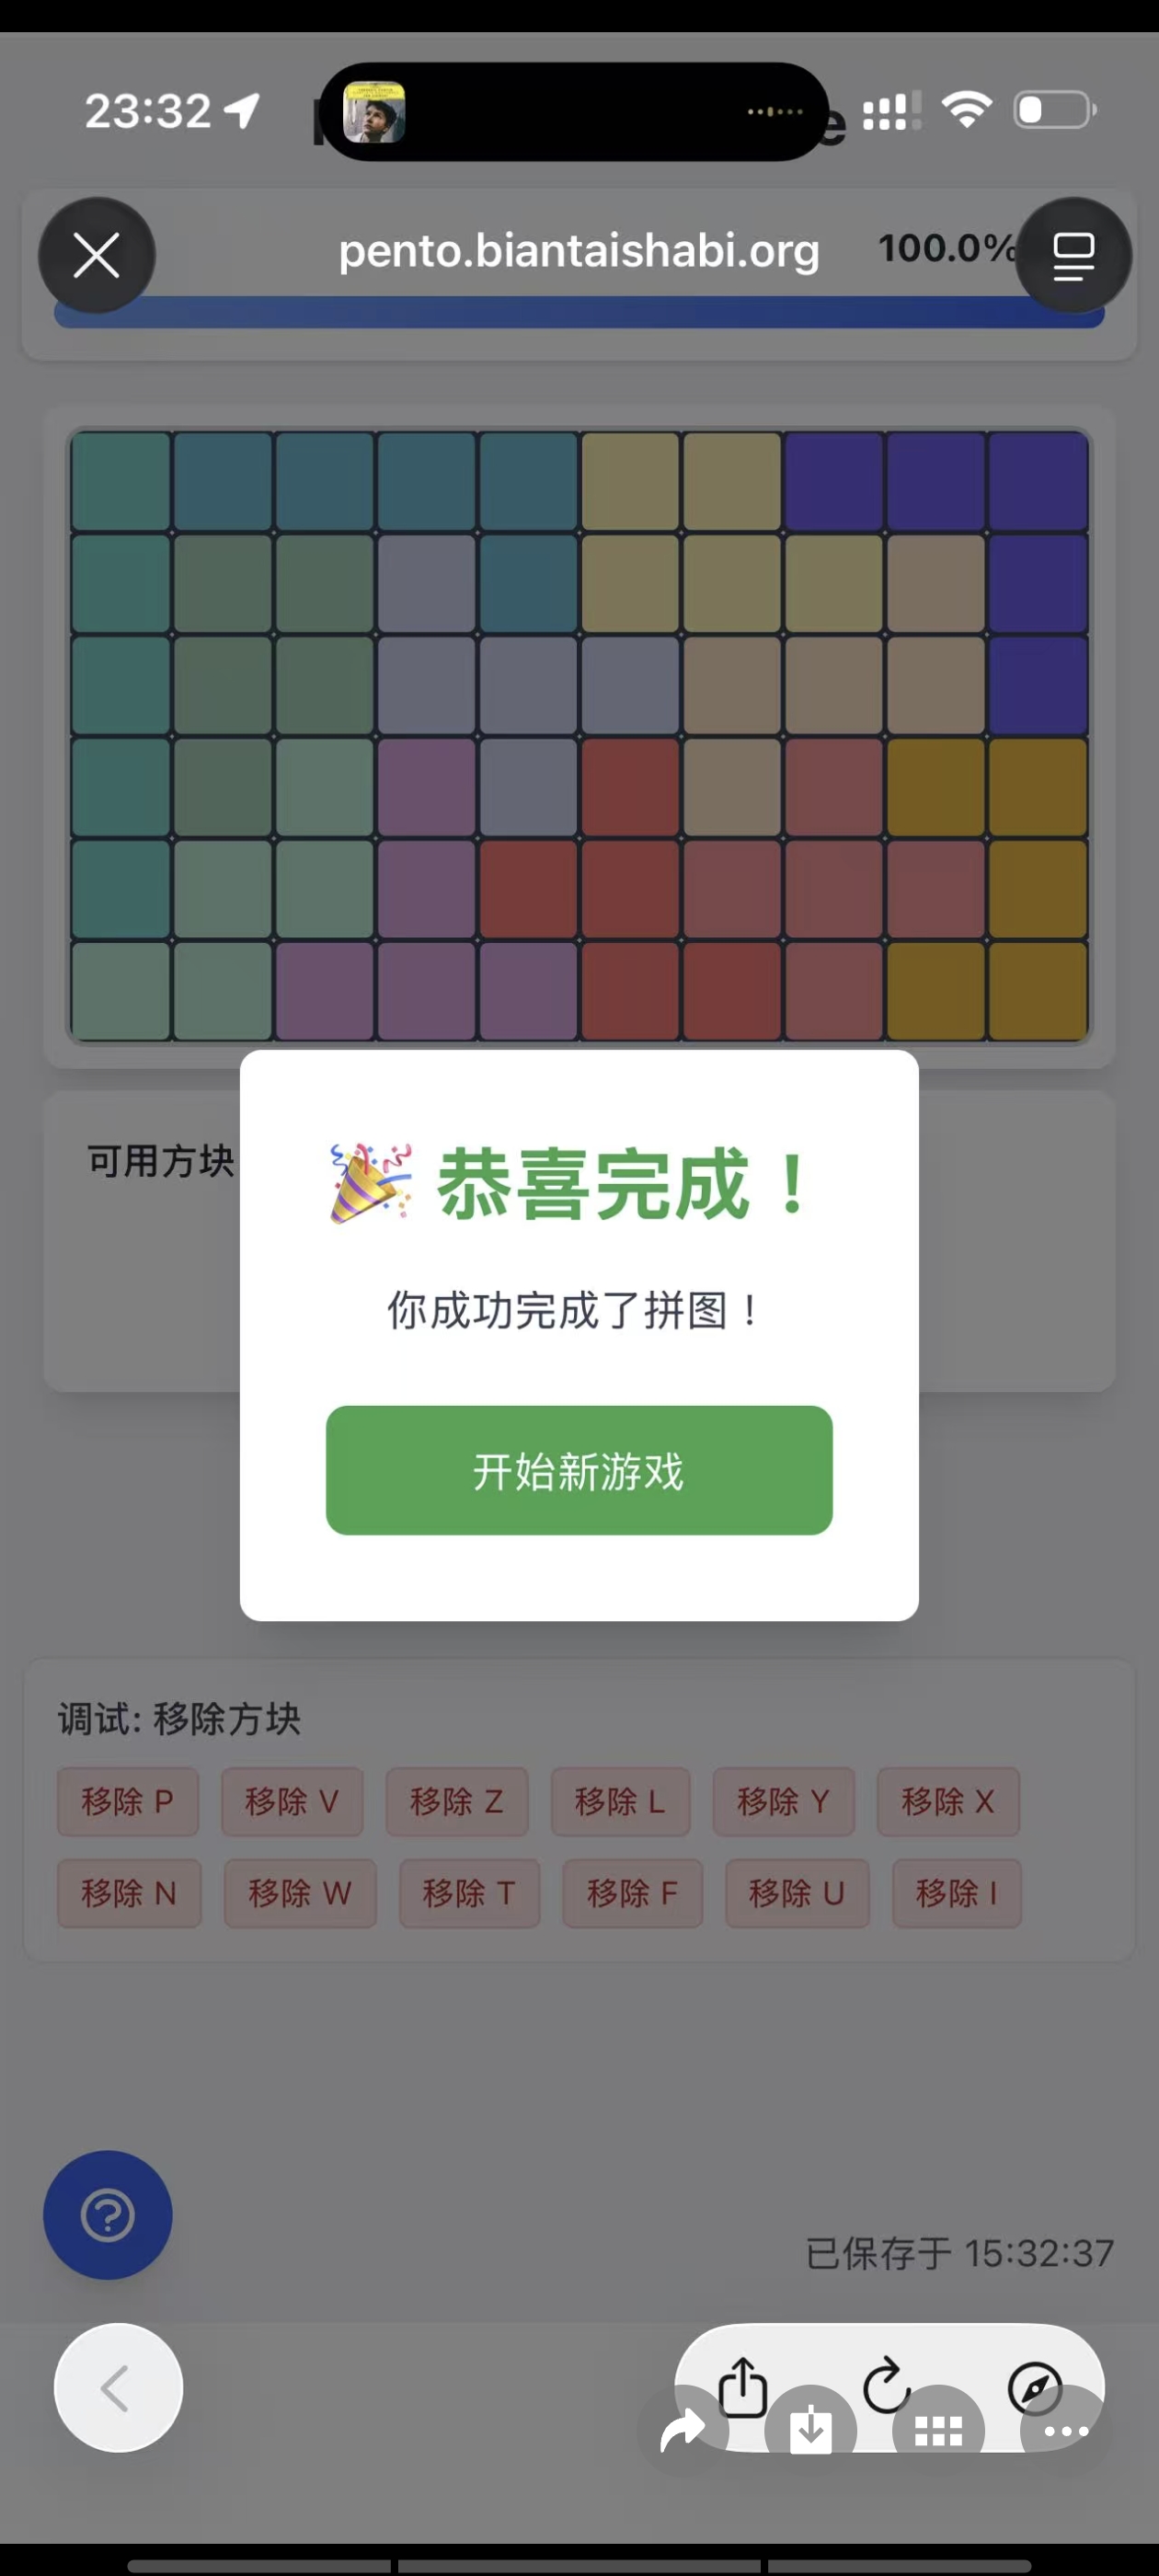 23:32
pento.biantaishabi.org
100.0%
可用方块
🎉 恭喜完成！
你成功完成了拼图！
开始新游戏
调试: 移除方块
移除 P
移除 V
移除 Z
移除 L
移除 Y
移除 X
移除 N
移除 W
移除 T
移除 F
移除 U
移除 I
已保存于 15:32:37